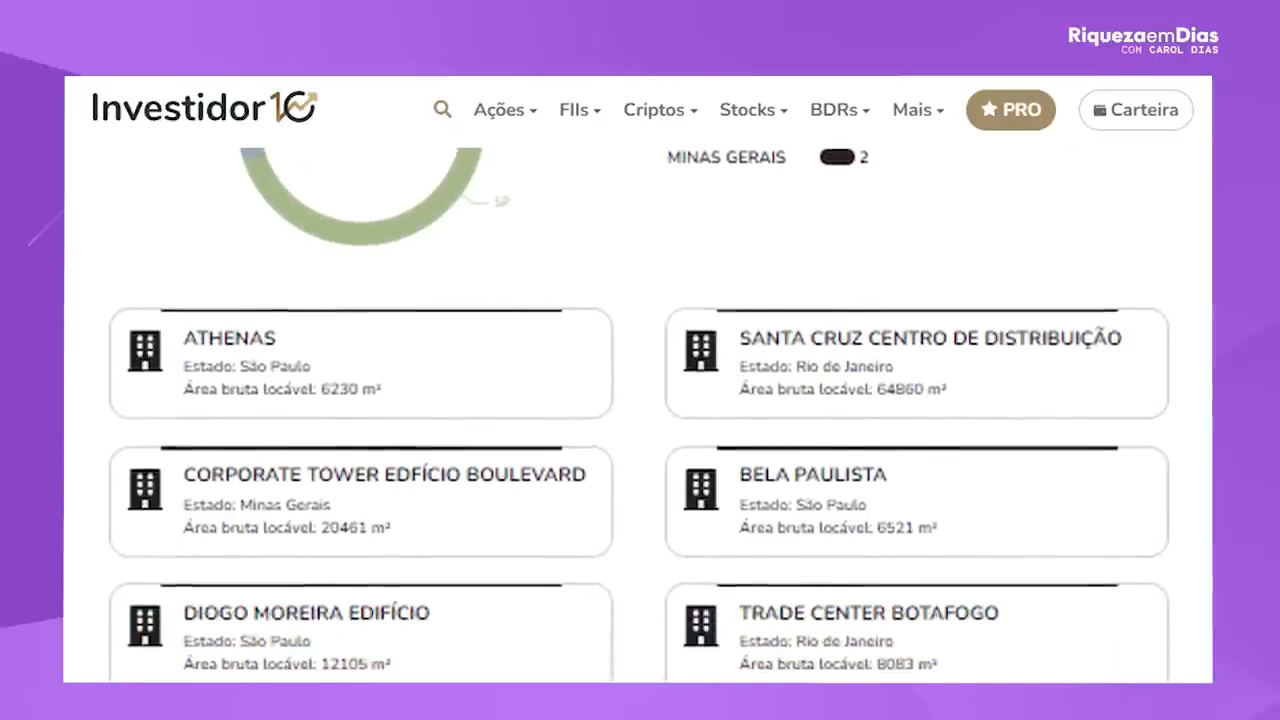 RiquezaemDias
COM CAROL DIAS
Investidor10
Ações
FIIs
Criptos
Stocks
BDRs
Mais
PRO
Carteira
MINAS GERAIS 2
SP
ATHENAS
Estado: São Paulo
Área bruta locável: 6230 m²
SANTA CRUZ CENTRO DE DISTRIBUIÇÃO
Estado: Rio de Janeiro
Área bruta locável: 64860 m²
CORPORATE TOWER EDFÍCIO BOULEVARD
Estado: Minas Gerais
Área bruta locável: 20461 m²
BELA PAULISTA
Estado: São Paulo
Área bruta locável: 6521 m²
DIOGO MOREIRA EDIFÍCIO
Estado: São Paulo
Área bruta locável: 12105 m²
TRADE CENTER BOTAFOGO
Estado: Rio de Janeiro
Área bruta locável: 8083 m²